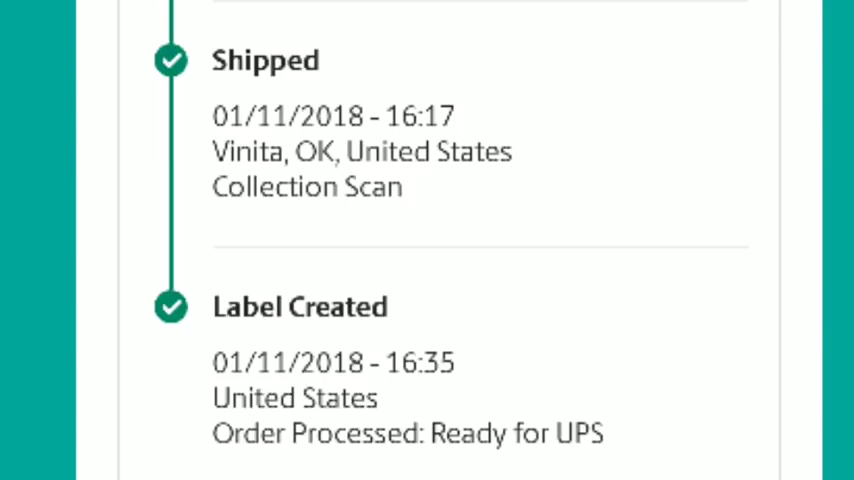 Shipped
01/11/2018 - 16:17
Vinita, OK, United States
Collection Scan
Label Created
01/11/2018 - 16:35
United States
Order Processed: Ready for UPS